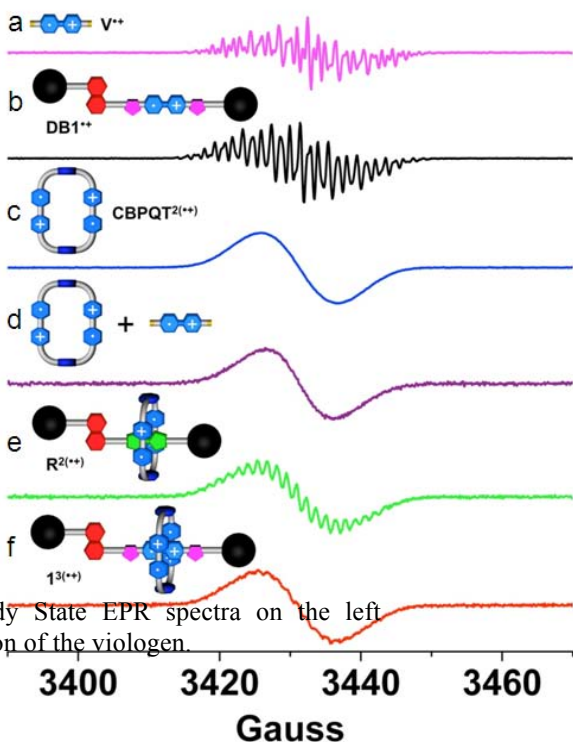 a
V•+
b
DB1•+
c
CBPQT2(•+)
d
+
e
R2(•+)
f
13(•+)
dy State EPR spectra on the left
on of the viologen.
3400 3420 3440 3460
Gauss